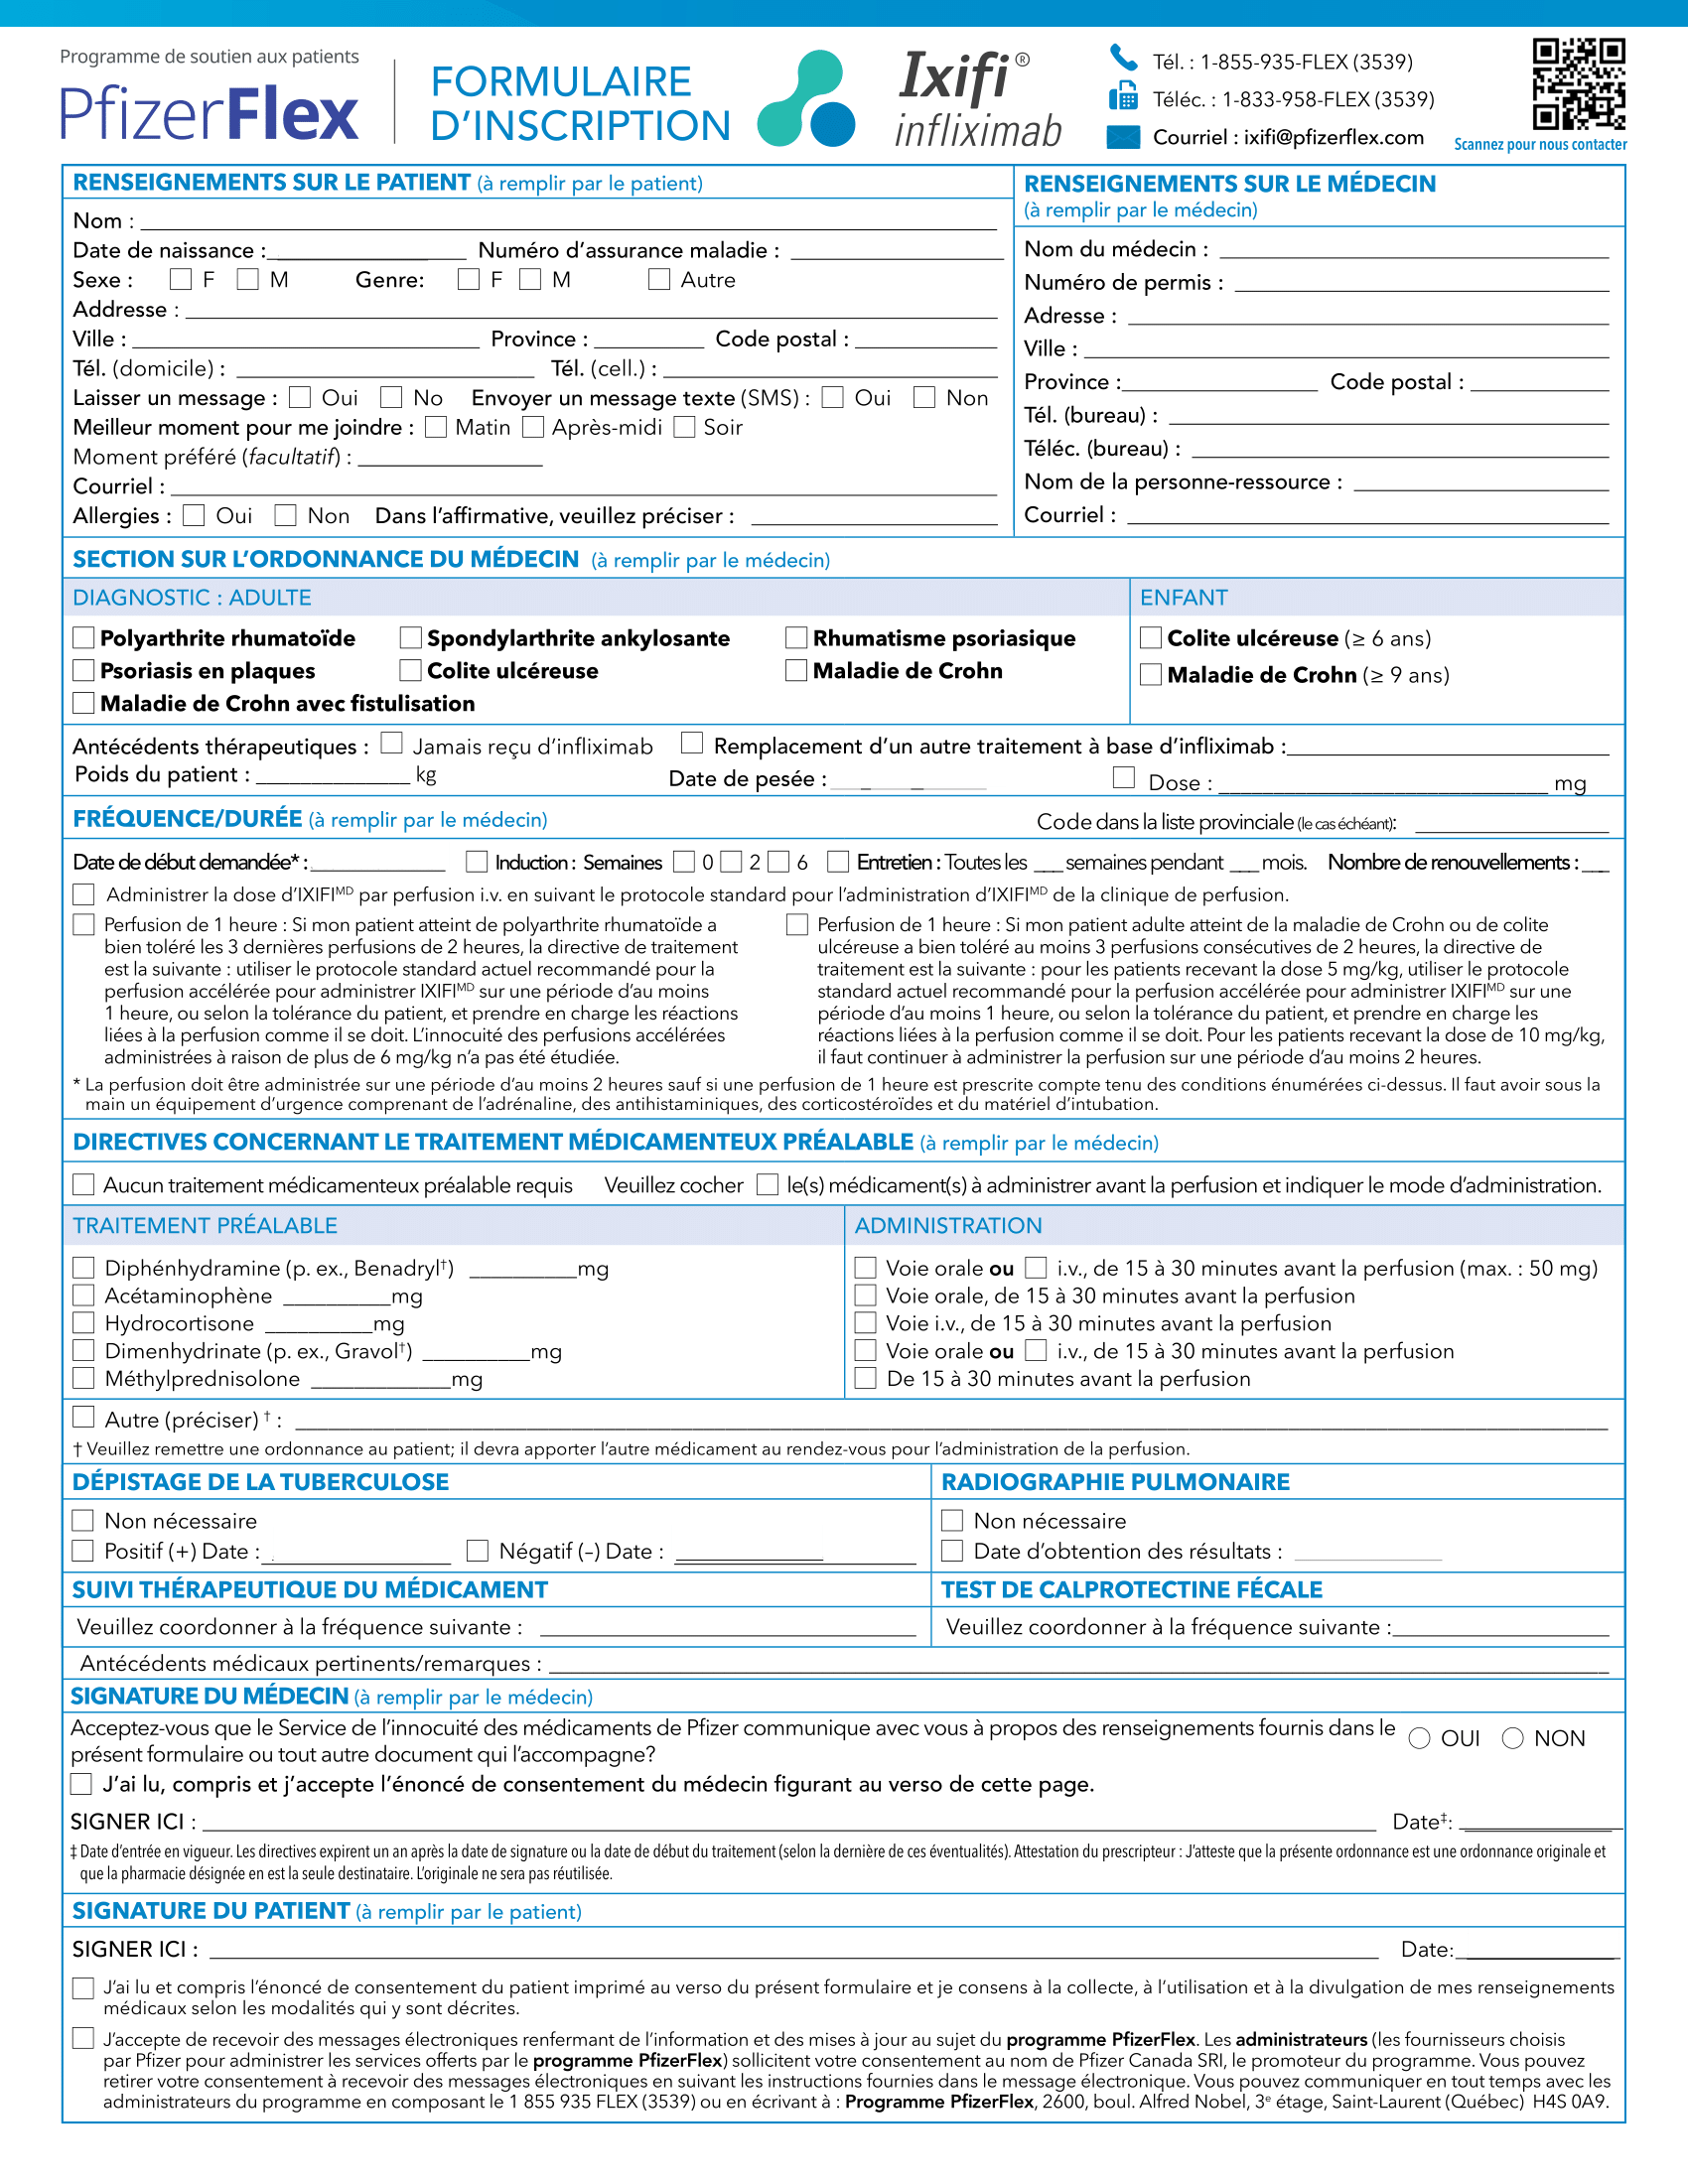 Programme de soutien aux patients
PfizerFlex
FORMULAIRE
D’INSCRIPTION
Ixifi®
infliximab
Tél. : 1-855-935-FLEX (3539)
Téléc. : 1-833-958-FLEX (3539)
Courriel : ixifi@pfizerflex.com
Scannez pour nous contacter
RENSEIGNEMENTS SUR LE PATIENT (à remplir par le patient)
Nom :
Date de naissance : Numéro d’assurance maladie :
Sexe : F M Genre: F M Autre
Addresse :
Ville : Province : Code postal :
Tél. (domicile) : Tél. (cell.) :
Laisser un message : Oui No Envoyer un message texte (SMS) : Oui Non
Meilleur moment pour me joindre : Matin Après-midi Soir
Moment préféré (facultatif) :
Courriel :
Allergies : Oui Non Dans l’affirmative, veuillez préciser :
RENSEIGNEMENTS SUR LE MÉDECIN
(à remplir par le médecin)
Nom du médecin :
Numéro de permis :
Adresse :
Ville :
Province : Code postal :
Tél. (bureau) :
Téléc. (bureau) :
Nom de la personne-ressource :
Courriel :
SECTION SUR L’ORDONNANCE DU MÉDECIN (à remplir par le médecin)
DIAGNOSTIC : ADULTE
Polyarthrite rhumatoïde Spondylarthrite ankylosante Rhumatisme psoriasique
Psoriasis en plaques Colite ulcéreuse Maladie de Crohn
Maladie de Crohn avec fistulisation
ENFANT
Colite ulcéreuse (≥ 6 ans)
Maladie de Crohn (≥ 9 ans)
Antécédents thérapeutiques : Jamais reçu d’infliximab Remplacement d’un autre traitement à base d’infliximab :
Poids du patient : kg Date de pesée : Dose : mg
FRÉQUENCE/DURÉE (à remplir par le médecin) Code dans la liste provinciale (le cas échéant):
Date de début demandée* : Induction : Semaines 0 2 6 Entretien : Toutes les ___ semaines pendant ___ mois. Nombre de renouvellements : ___
Administrer la dose d’IXIFIMD par perfusion i.v. en suivant le protocole standard pour l’administration d’IXIFIMD de la clinique de perfusion.
Perfusion de 1 heure : Si mon patient atteint de polyarthrite rhumatoïde a
bien toléré les 3 dernières perfusions de 2 heures, la directive de traitement
est la suivante : utiliser le protocole standard actuel recommandé pour la
perfusion accélérée pour administrer IXIFIMD sur une période d’au moins
1 heure, ou selon la tolérance du patient, et prendre en charge les réactions
liées à la perfusion comme il se doit. L’innocuité des perfusions accélérées
administrées à raison de plus de 6 mg/kg n’a pas été étudiée.
Perfusion de 1 heure : Si mon patient adulte atteint de la maladie de Crohn ou de colite
ulcéreuse a bien toléré au moins 3 perfusions consécutives de 2 heures, la directive de
traitement est la suivante : pour les patients recevant la dose 5 mg/kg, utiliser le protocole
standard actuel recommandé pour la perfusion accélérée pour administrer IXIFIMD sur une
période d’au moins 1 heure, ou selon la tolérance du patient, et prendre en charge les
réactions liées à la perfusion comme il se doit. Pour les patients recevant la dose de 10 mg/kg,
il faut continuer à administrer la perfusion sur une période d’au moins 2 heures.
* La perfusion doit être administrée sur une période d’au moins 2 heures sauf si une perfusion de 1 heure est prescrite compte tenu des conditions énumérées ci-dessus. Il faut avoir sous la
main un équipement d’urgence comprenant de l’adrénaline, des antihistaminiques, des corticostéroïdes et du matériel d’intubation.
DIRECTIVES CONCERNANT LE TRAITEMENT MÉDICAMENTEUX PRÉALABLE (à remplir par le médecin)
Aucun traitement médicamenteux préalable requis Veuillez cocher le(s) médicament(s) à administrer avant la perfusion et indiquer le mode d’administration.
TRAITEMENT PRÉALABLE
Diphénhydramine (p. ex., Benadryl†) mg
Acétaminophène mg
Hydrocortisone mg
Dimenhydrinate (p. ex., Gravol†) mg
Méthylprednisolone mg
ADMINISTRATION
Voie orale ou i.v., de 15 à 30 minutes avant la perfusion (max. : 50 mg)
Voie orale, de 15 à 30 minutes avant la perfusion
Voie i.v., de 15 à 30 minutes avant la perfusion
Voie orale ou i.v., de 15 à 30 minutes avant la perfusion
De 15 à 30 minutes avant la perfusion
Autre (préciser) † :
† Veuillez remettre une ordonnance au patient; il devra apporter l’autre médicament au rendez-vous pour l’administration de la perfusion.
DÉPISTAGE DE LA TUBERCULOSE
Non nécessaire
Positif (+) Date : Négatif (–) Date :
RADIOGRAPHIE PULMONAIRE
Non nécessaire
Date d’obtention des résultats :
SUIVI THÉRAPEUTIQUE DU MÉDICAMENT
Veuillez coordonner à la fréquence suivante :
TEST DE CALPROTECTINE FÉCALE
Veuillez coordonner à la fréquence suivante :
Antécédents médicaux pertinents/remarques :
SIGNATURE DU MÉDECIN (à remplir par le médecin)
Acceptez-vous que le Service de l’innocuité des médicaments de Pfizer communique avec vous à propos des renseignements fournis dans le
présent formulaire ou tout autre document qui l’accompagne? OUI NON
J’ai lu, compris et j’accepte l’énoncé de consentement du médecin figurant au verso de cette page.
SIGNER ICI : Date‡:
‡ Date d’entrée en vigueur. Les directives expirent un an après la date de signature ou la date de début du traitement (selon la dernière de ces éventualités). Attestation du prescripteur : J’atteste que la présente ordonnance est une ordonnance originale et
que la pharmacie désignée en est la seule destinataire. L’originale ne sera pas réutilisée.
SIGNATURE DU PATIENT (à remplir par le patient)
SIGNER ICI : Date:
J’ai lu et compris l’énoncé de consentement du patient imprimé au verso du présent formulaire et je consens à la collecte, à l’utilisation et à la divulgation de mes renseignements
médicaux selon les modalités qui y sont décrites.
J’accepte de recevoir des messages électroniques renfermant de l’information et des mises à jour au sujet du programme PfizerFlex. Les administrateurs (les fournisseurs choisis
par Pfizer pour administrer les services offerts par le programme PfizerFlex) sollicitent votre consentement au nom de Pfizer Canada SRI, le promoteur du programme. Vous pouvez
retirer votre consentement à recevoir des messages électroniques en suivant les instructions fournies dans le message électronique. Vous pouvez communiquer en tout temps avec les
administrateurs du programme en composant le 1 855 935 FLEX (3539) ou en écrivant à : Programme PfizerFlex, 2600, boul. Alfred Nobel, 3e étage, Saint-Laurent (Québec) H4S 0A9.